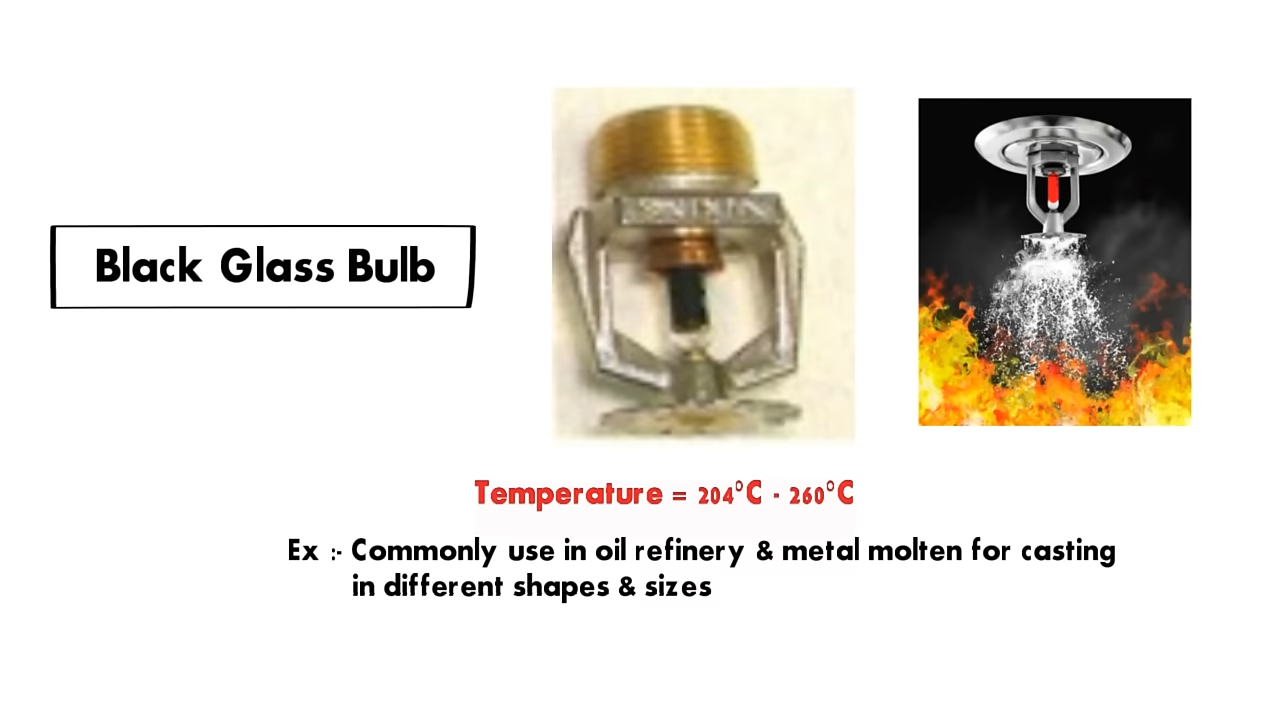 Black Glass Bulb
Temperature = 204°C - 260°C
Ex :- Commonly use in oil refinery & metal molten for casting
in different shapes & sizes